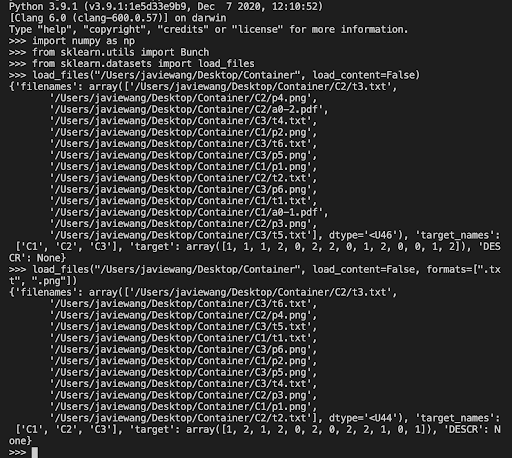 Python 3.9.1 (v3.9.1:1e5d33e9b9, Dec  7 2020, 12:10:52)
[Clang 6.0 (clang-600.0.57)] on darwin
Type "help", "copyright", "credits" or "license" for more information.
>>> import numpy as np
>>> from sklearn.utils import Bunch
>>> from sklearn.datasets import load_files
>>> load_files("/Users/javiewang/Desktop/Container", load_content=False)
{'filenames': array(['/Users/javiewang/Desktop/Container/C2/t3.txt',
       '/Users/javiewang/Desktop/Container/C2/p4.png',
       '/Users/javiewang/Desktop/Container/C2/a0-2.pdf',
       '/Users/javiewang/Desktop/Container/C3/t4.txt',
       '/Users/javiewang/Desktop/Container/C1/p2.png',
       '/Users/javiewang/Desktop/Container/C3/t6.txt',
       '/Users/javiewang/Desktop/Container/C3/p5.png',
       '/Users/javiewang/Desktop/Container/C1/p1.png',
       '/Users/javiewang/Desktop/Container/C2/t2.txt',
       '/Users/javiewang/Desktop/Container/C3/p6.png',
       '/Users/javiewang/Desktop/Container/C1/t1.txt',
       '/Users/javiewang/Desktop/Container/C1/a0-1.pdf',
       '/Users/javiewang/Desktop/Container/C2/p3.png',
       '/Users/javiewang/Desktop/Container/C3/t5.txt'], dtype='<U46'), 'target_names':
 ['C1', 'C2', 'C3'], 'target': array([1, 1, 1, 2, 0, 2, 2, 0, 1, 2, 0, 0, 1, 2]), 'DES
CR': None}
>>> load_files("/Users/javiewang/Desktop/Container", load_content=False, formats=[".tx
t", ".png"])
{'filenames': array(['/Users/javiewang/Desktop/Container/C2/t3.txt',
       '/Users/javiewang/Desktop/Container/C3/t6.txt',
       '/Users/javiewang/Desktop/Container/C2/p4.png',
       '/Users/javiewang/Desktop/Container/C3/t5.txt',
       '/Users/javiewang/Desktop/Container/C1/t1.txt',
       '/Users/javiewang/Desktop/Container/C3/p6.png',
       '/Users/javiewang/Desktop/Container/C1/p2.png',
       '/Users/javiewang/Desktop/Container/C3/p5.png',
       '/Users/javiewang/Desktop/Container/C3/t4.txt',
       '/Users/javiewang/Desktop/Container/C2/p3.png',
       '/Users/javiewang/Desktop/Container/C1/p1.png',
       '/Users/javiewang/Desktop/Container/C2/t2.txt'], dtype='<U44'), 'target_names':
 ['C1', 'C2', 'C3'], 'target': array([1, 2, 1, 2, 0, 2, 0, 2, 2, 1, 0, 1]), 'DESCR': N
one}
>>>